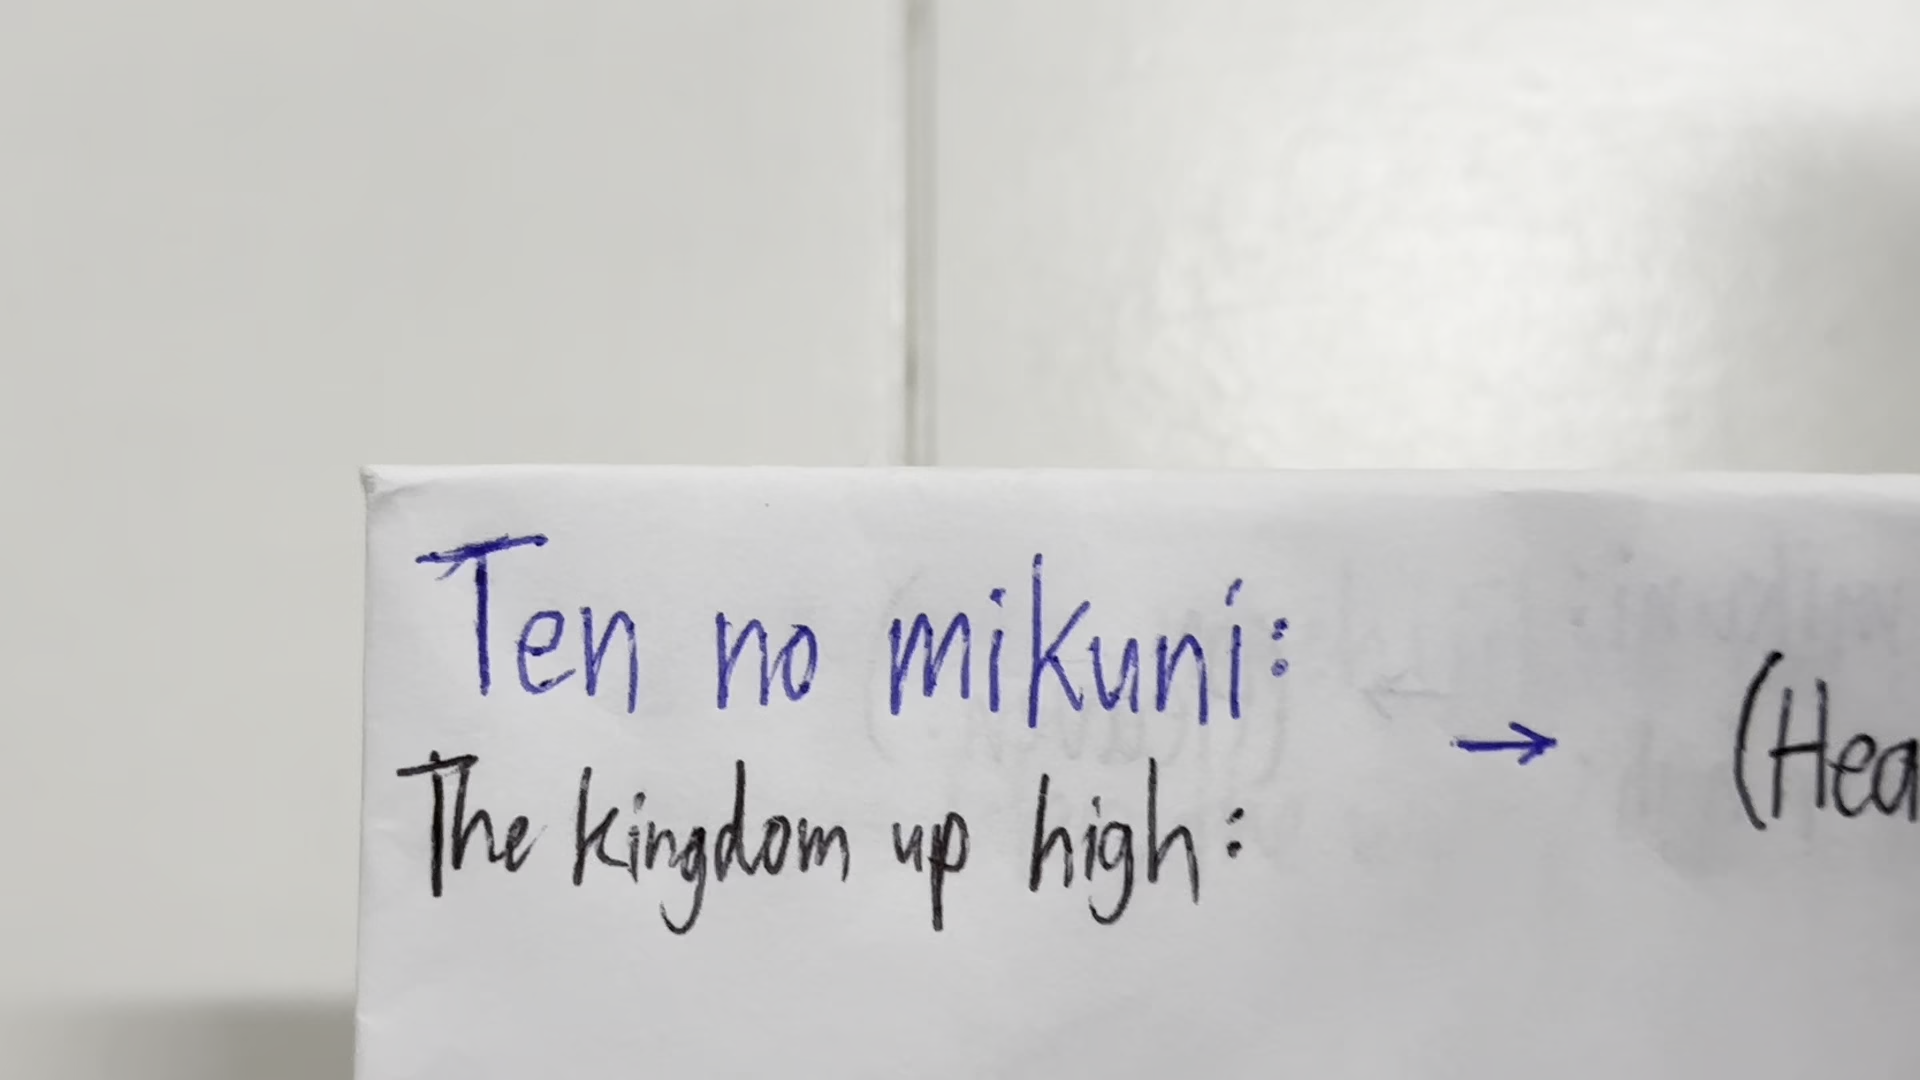 Ten no mikuni:
The kingdom up high:
→ (Hea